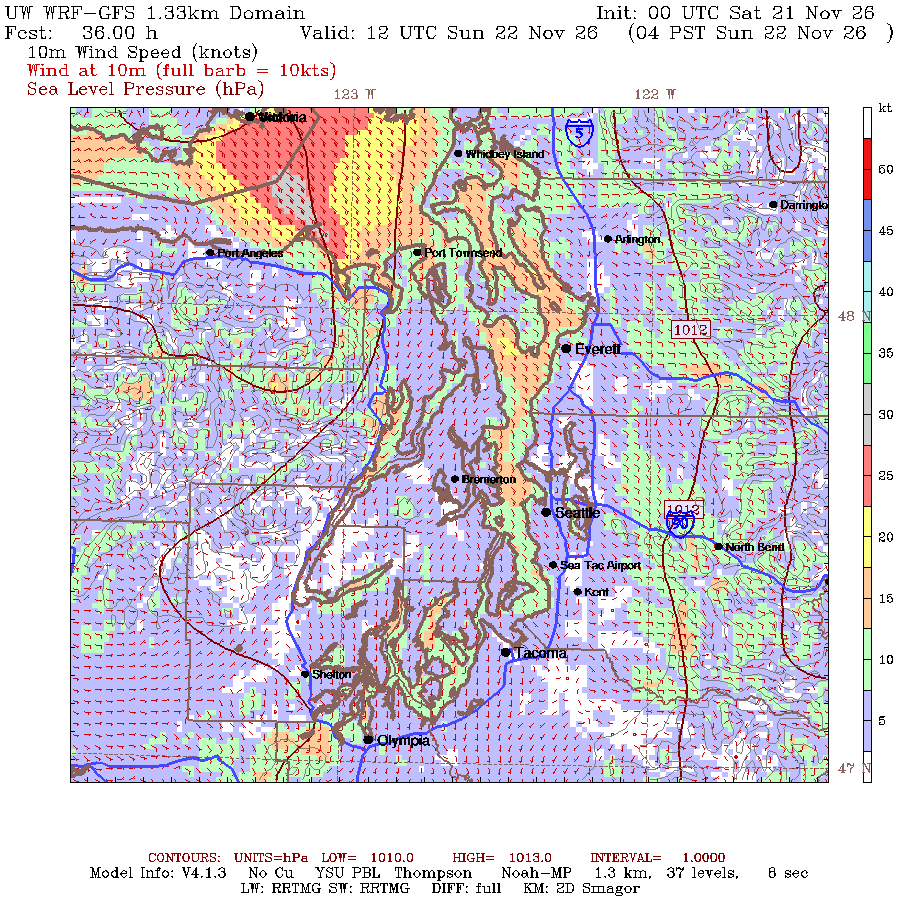 UW WRF-GFS 1.33km Domain Init: 00 UTC Sat 21 Nov 26
Fcst: 36.00 h Valid: 12 UTC Sun 22 Nov 26 (04 PST Sun 22 Nov 26 )
10m Wind Speed (knots)
Wind at 10m (full barb = 10kts)
Sea Level Pressure (hPa)
123 W 122 W
kt
Victoria
5
Whidbey Island
60
Darringto
45
Arlington
Port Angeles
Port Townsend
40
48 N
1012
Everett
35
30
25
Bremerton
1012
Seattle
90
20
North Bend
Sea Tac Airport
Kent
15
Tacoma
10
Shelton
5
Olympia
47 N
CONTOURS: UNITS=hPa LOW= 1010.0 HIGH= 1013.0 INTERVAL= 1.0000
Model Info: V4.1.3 No Cu YSU PBL Thompson Noah-MP 1.3 km, 37 levels, 8 sec
LW: RRTMG SW: RRTMG DIFF: full KM: 2D Smagor